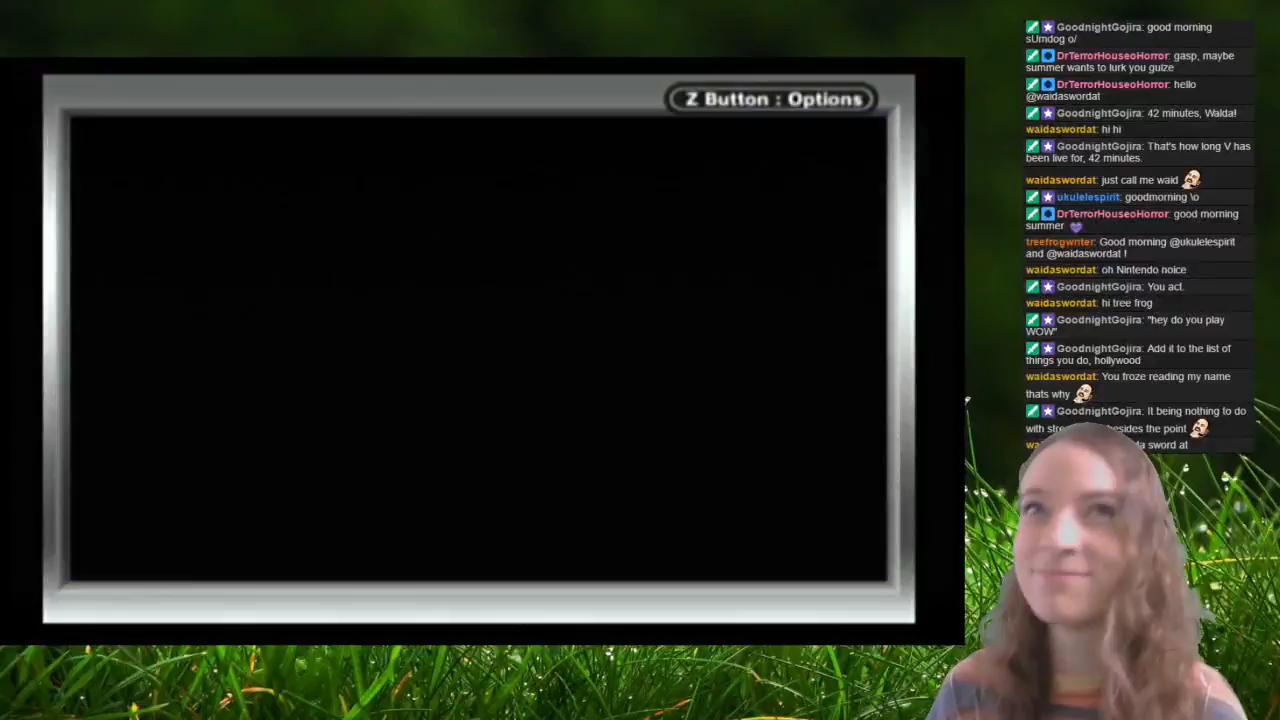 Z Button : Options
GoodnightGojira: good morning
sUmdog o/
DrTerrorHouseoHorror: gasp, maybe
summer wants to lurk you guize
DrTerrorHouseoHorror: hello
@waidaswordat
GoodnightGojira: 42 minutes, Walda!
waidaswordat: hi hi
GoodnightGojira: That's how long V has
been live for, 42 minutes.
waidaswordat: just call me waid
ukulelespirit: goodmorning \o
DrTerrorHouseoHorror: good morning
summer
treefrogwriter: Good morning @ukulelespirit
and @waidaswordat !
waidaswordat: oh Nintendo noice
GoodnightGojira: You act.
waidaswordat: hi tree frog
GoodnightGojira: "hey do you play
WOW"
GoodnightGojira: Add it to the list of
things you do, hollywood
waidaswordat: You froze reading my name
thats why
GoodnightGojira: It being nothing to do
with besides the point
sword at